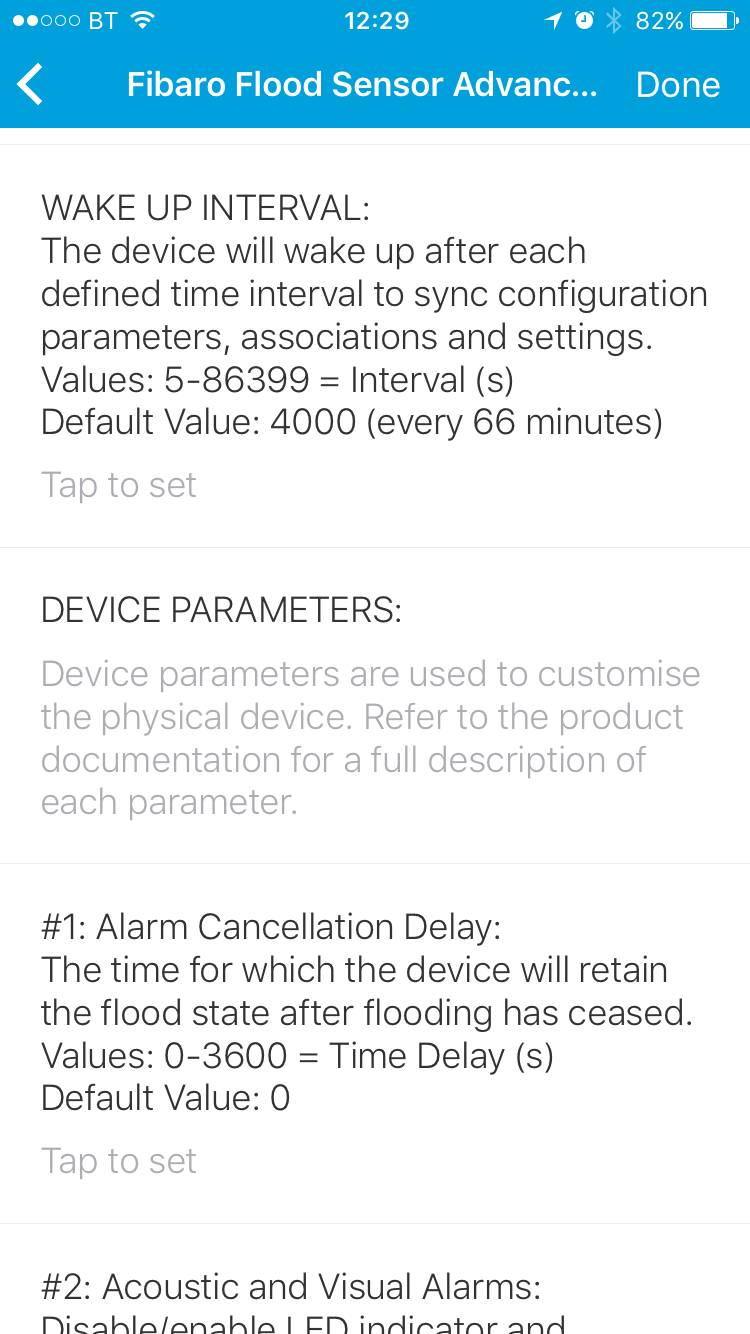 BT 12:29 82%
Fibaro Flood Sensor Advanc... Done
WAKE UP INTERVAL:
The device will wake up after each
defined time interval to sync configuration
parameters, associations and settings.
Values: 5-86399 = Interval (s)
Default Value: 4000 (every 66 minutes)
Tap to set
DEVICE PARAMETERS:
Device parameters are used to customise
the physical device. Refer to the product
documentation for a full description of
each parameter.
#1: Alarm Cancellation Delay:
The time for which the device will retain
the flood state after flooding has ceased.
Values: 0-3600 = Time Delay (s)
Default Value: 0
Tap to set
#2: Acoustic and Visual Alarms:
Disable/enable LED indicator and